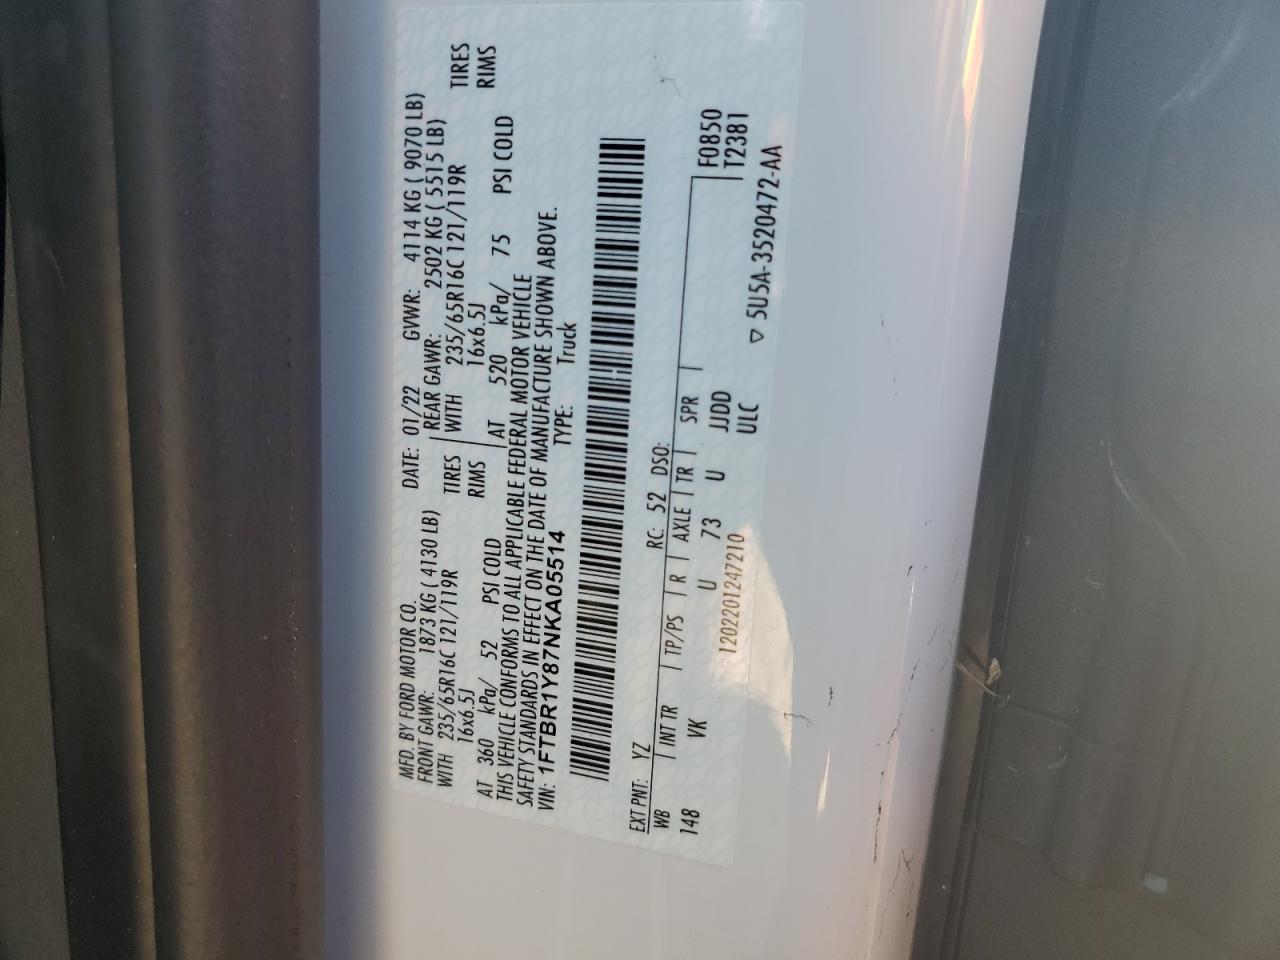 MFD. BY FORD MOTOR CO. DATE: 01/22 GVWR: 4114 KG ( 9070 LB)
FRONT GAWR: 1873 KG ( 4130 LB) REAR GAWR: 2502 KG ( 5515 LB)
WITH 235/65R16C 121/119R TIRES WITH 235/65R16C 121/119R TIRES
16x6.5J RIMS 16x6.5J RIMS
AT 360 kPa/ 52 PSI COLD AT 520 kPa/ 75 PSI COLD
THIS VEHICLE CONFORMS TO ALL APPLICABLE FEDERAL MOTOR VEHICLE
SAFETY STANDARDS IN EFFECT ON THE DATE OF MANUFACTURE SHOWN ABOVE.
VIN: 1FTBR1Y87NKA05514 TYPE: Truck
EXT PNT: YZ RC: 52 DSO:
WB INT TR TP/PS R AXLE TR SPR F0850
148 VK U 73 U JJDD T2381
120220124721​0 ULC
▽ 5U5A-3520472-AA